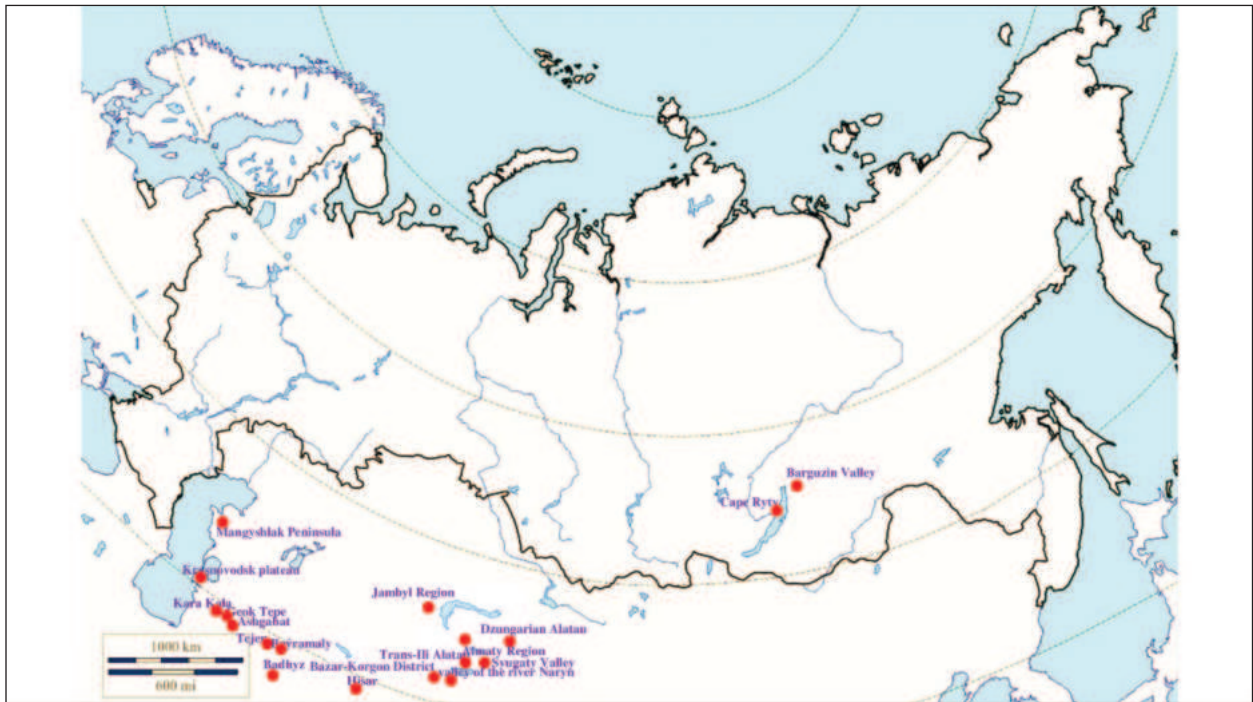 Barguzin Valley
Cape Ryty
Mangyshlak Peninsula
Krasnovodsk plateau
Jambyl Region
Kara Kala
Geok Tepe
Ashgabat
Dzungarian Alatau
Tejen
Bayramaly
Trans-Ili Alatau
Almaty Region
Badhyz
Bazar-Korgon District
Syugaty Valley
valley of the river Naryn
Hisar
1000 km
600 mi